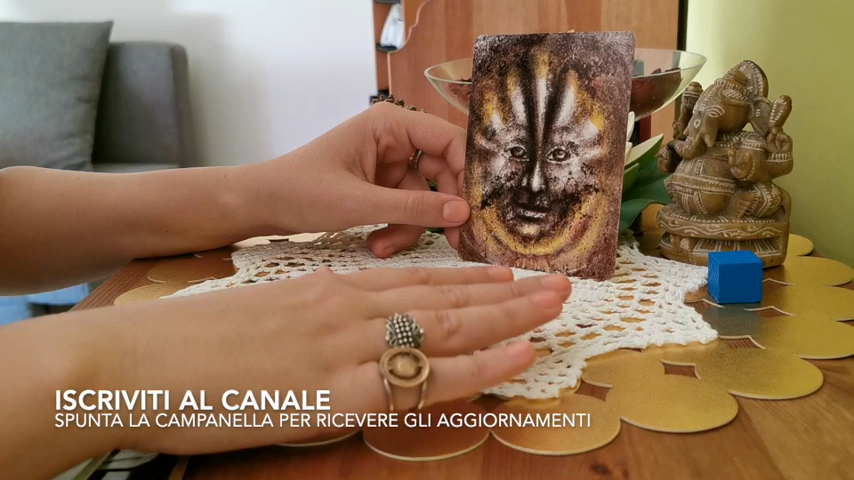 ISCRIVITI AL CANALE
SPUNTA LA CAMPANELLA PER RICEVERE GLI AGGIORNAMENTI